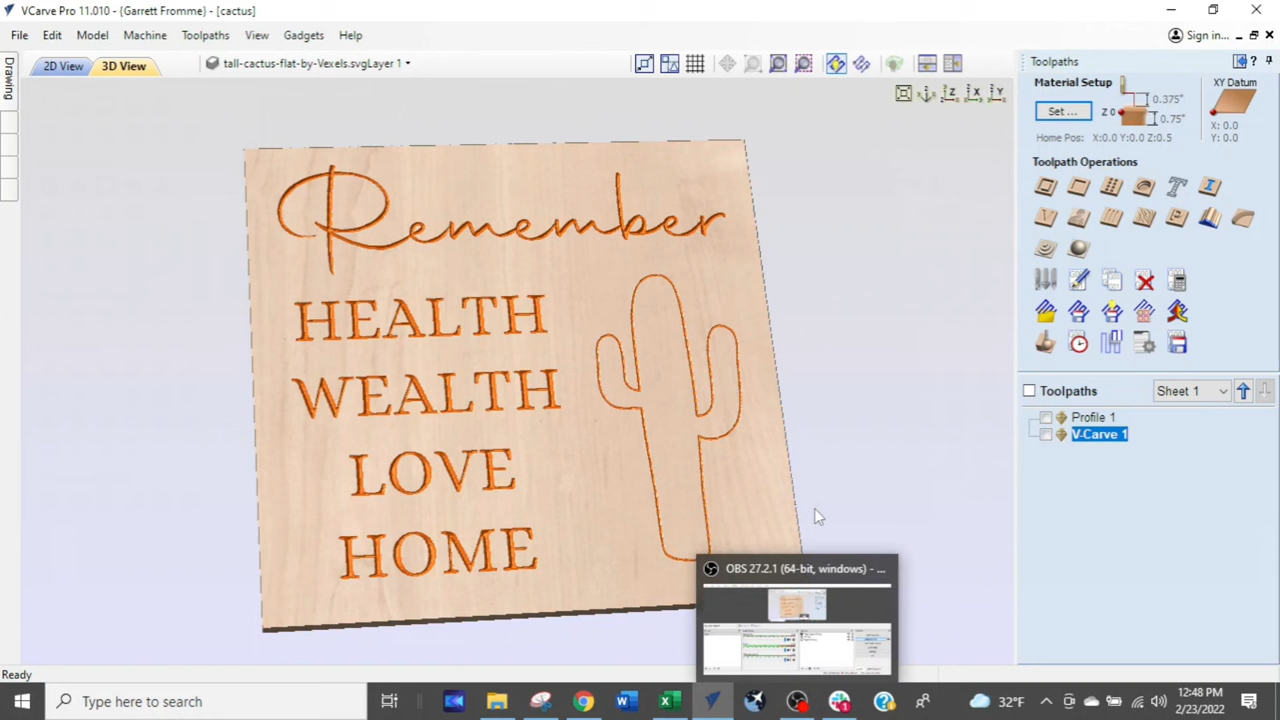 VCarve Pro 11.010 - {Garrett Fromme} - [cactus]
File Edit Model Machine Toolpaths View Gadgets Help
Sign in...
2D View 3D View
tall-cactus-flat-by-Vexels.svgLayer 1
Drawing
Toolpaths
Material Setup
XY Datum
Set ...
Z 0
0.375"
0.75"
Home Pos: X:0.0 Y:0.0 Z:0.5
X: 0.0
Y: 0.0
Toolpath Operations
Toolpaths
Sheet 1
Profile 1
V-Carve 1
Z X Y
Remember
HEALTH
WEALTH
LOVE
HOME
OBS 27.2.1 (64-bit, windows) - ...
Ready
Type here to search
32°F
12:48 PM
2/23/2022